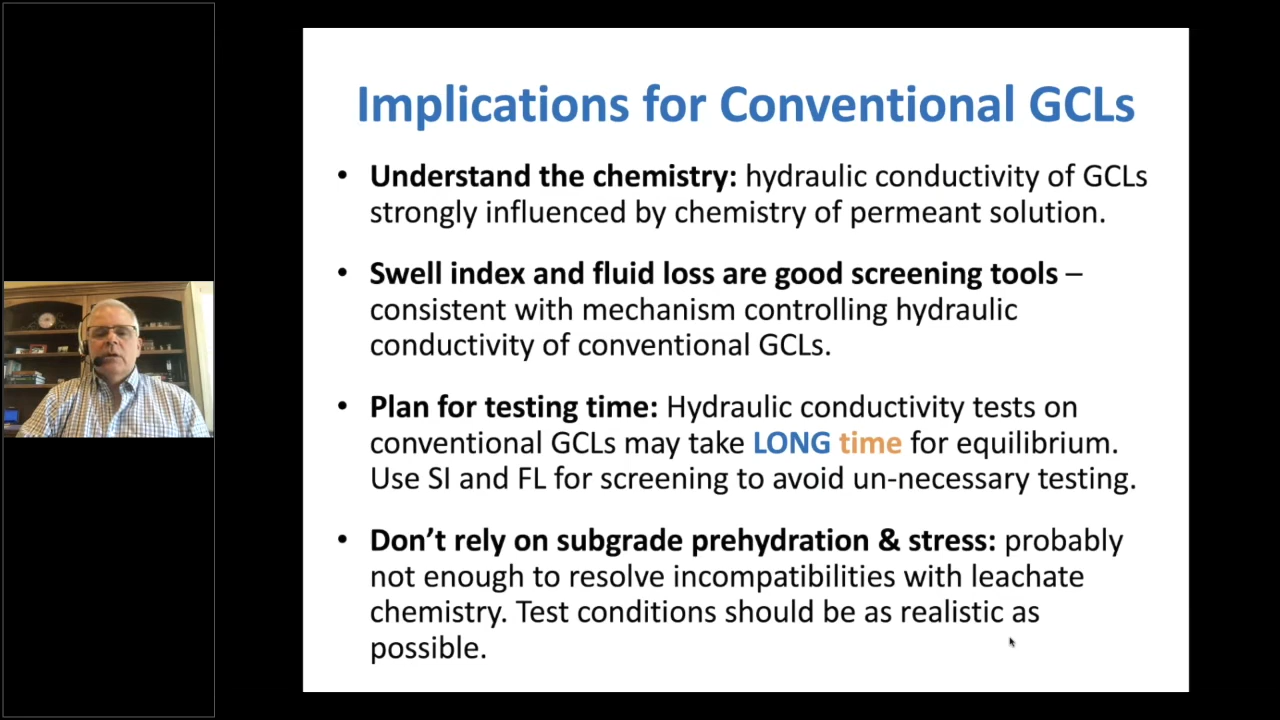 Implications for Conventional GCLs
• Understand the chemistry: hydraulic conductivity of GCLs
strongly influenced by chemistry of permeant solution.
• Swell index and fluid loss are good screening tools –
consistent with mechanism controlling hydraulic
conductivity of conventional GCLs.
• Plan for testing time: Hydraulic conductivity tests on
conventional GCLs may take LONG time for equilibrium.
Use SI and FL for screening to avoid un-necessary testing.
• Don’t rely on subgrade prehydration & stress: probably
not enough to resolve incompatibilities with leachate
chemistry. Test conditions should be as realistic as
possible.